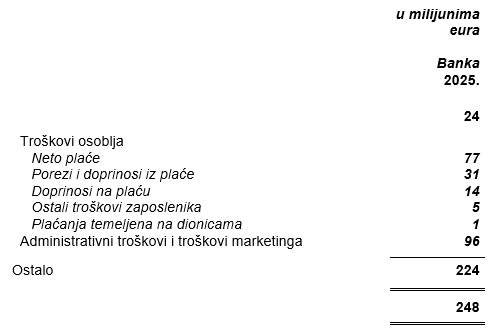 u milijunima
eura
Banka
2025.
24
Troškovi osoblja
Neto plaće 77
Porezi i doprinosi iz plaće 31
Doprinosi na plaću 14
Ostali troškovi zaposlenika 5
Plaćanja temeljena na dionicama 1
Administrativni troškovi i troškovi marketinga 96
Ostalo 224
248